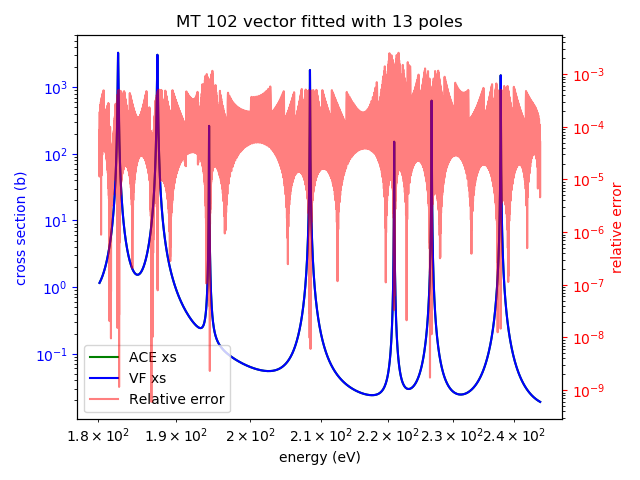 MT 102 vector fitted with 13 poles
cross section (b)
10³
10²
10¹
10⁰
10⁻¹
10⁻³
10⁻⁴
10⁻⁵
10⁻⁶
10⁻⁷
10⁻⁸
10⁻⁹
relative error
ACE xs
VF xs
Relative error
1.8 × 10² 1.9 × 10² 2 × 10² 2.1 × 10² 2.2 × 10² 2.3 × 10² 2.4 × 10²
energy (eV)